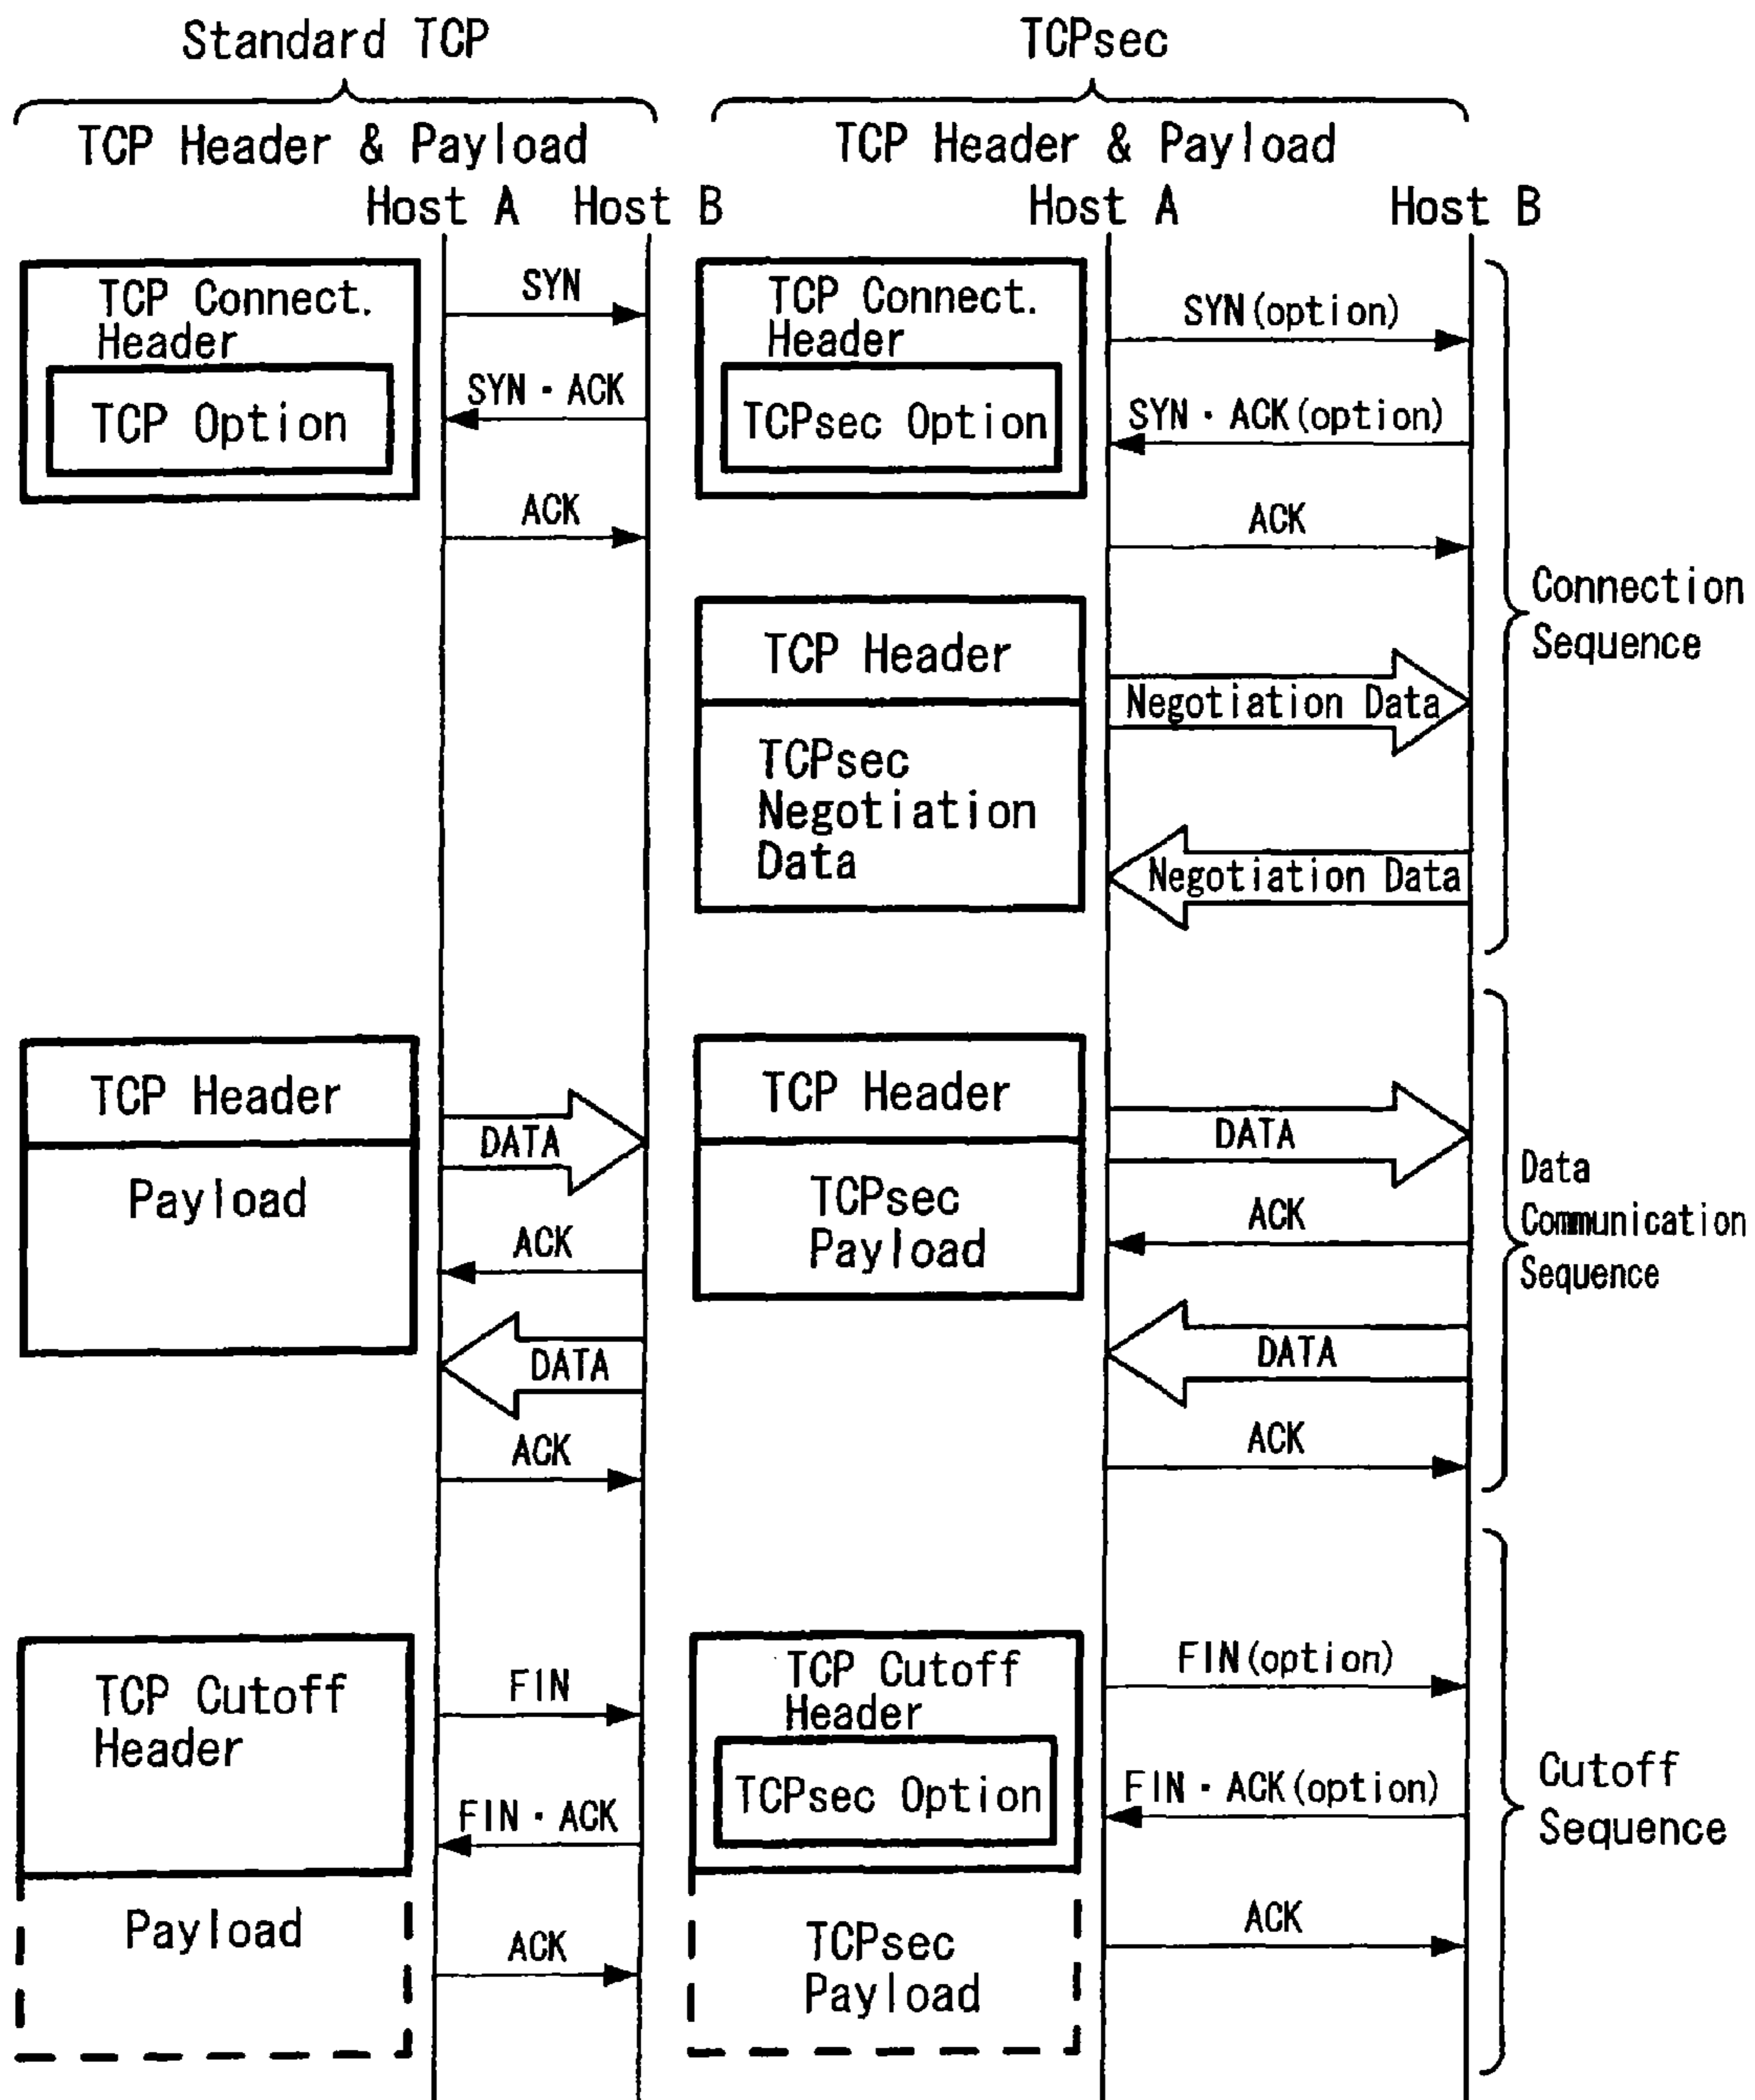 Standard TCP
TCP Header & Payload
Host A
Host B
TCP Connect.
Header
TCP Option
SYN
SYN・ACK
ACK
TCP Header
Payload
DATA
ACK
DATA
ACK
TCP Cutoff
Header
Payload
FIN
FIN・ACK
ACK
TCPsec
TCP Header & Payload
Host A
Host B
TCP Connect.
Header
TCPsec Option
SYN(option)
SYN・ACK(option)
ACK
TCP Header
TCPsec
Negotiation
Data
Negotiation Data
Negotiation Data
Connection
Sequence
TCP Header
TCPsec
Payload
DATA
ACK
DATA
ACK
Data
Communication
Sequence
TCP Cutoff
Header
TCPsec Option
TCPsec
Payload
FIN(option)
FIN・ACK(option)
ACK
Cutoff
Sequence